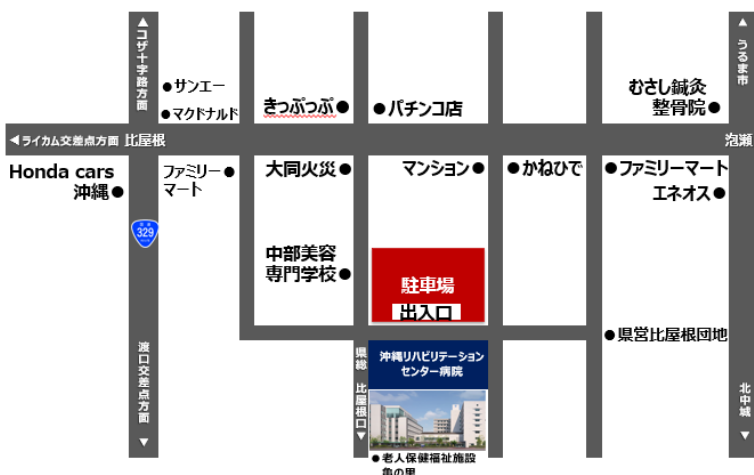 ▲コザ十字路方面
▲うるま市
●サンエー
●マクドナルド
きっぷっぷ●
●パチンコ店
むさし鍼灸
整骨院●
◀ライカム交差点方面
比屋根
泡瀬
Honda cars
沖縄●
ファミリー●
マート
大同火災●
マンション●
●かねひで
●ファミリーマート
エネオス●
329
中部美容
専門学校●
駐車場
出入口
●県営比屋根団地
渡口交差点方面▼
県総 比屋根口▼
沖縄リハビリテーション
センター病院
北中城▼
●老人保健福祉施設
亀の里